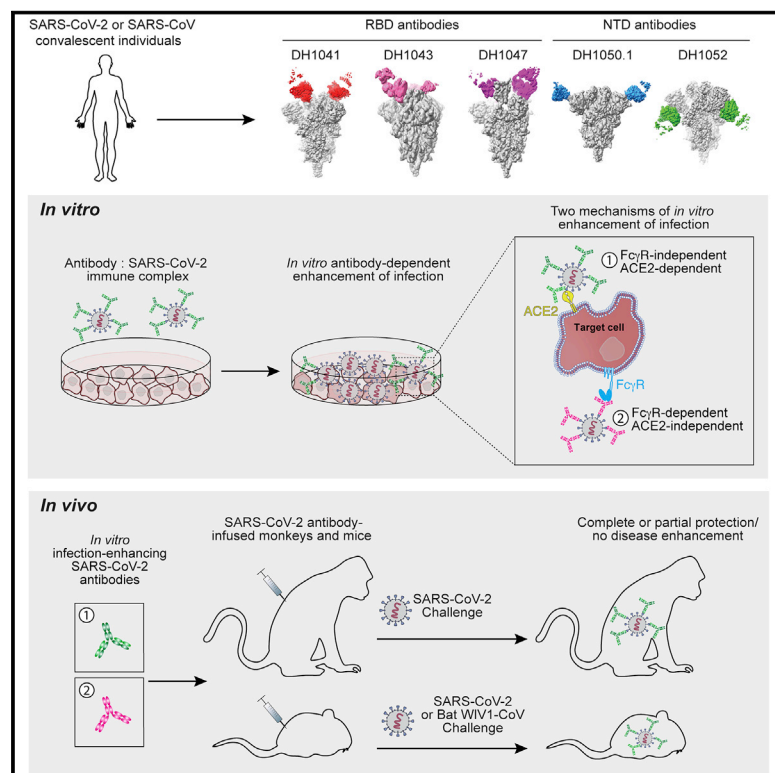 SARS-CoV-2 or SARS-CoV
convalescent individuals
RBD antibodies
NTD antibodies
DH1041
DH1043
DH1047
DH1050.1
DH1052
In vitro
Antibody : SARS-CoV-2
immune complex
In vitro antibody-dependent
enhancement of infection
Two mechanisms of in vitro
enhancement of infection
1
FcγR-independent
ACE2-dependent
ACE2
Target cell
FcγR
2
FcγR-dependent
ACE2-independent
In vivo
In vitro
infection-enhancing
SARS-CoV-2
antibodies
1
2
SARS-CoV-2 antibody-
infused monkeys and mice
SARS-CoV-2
Challenge
SARS-CoV-2
or Bat WIV1-CoV
Challenge
Complete or partial protection/
no disease enhancement